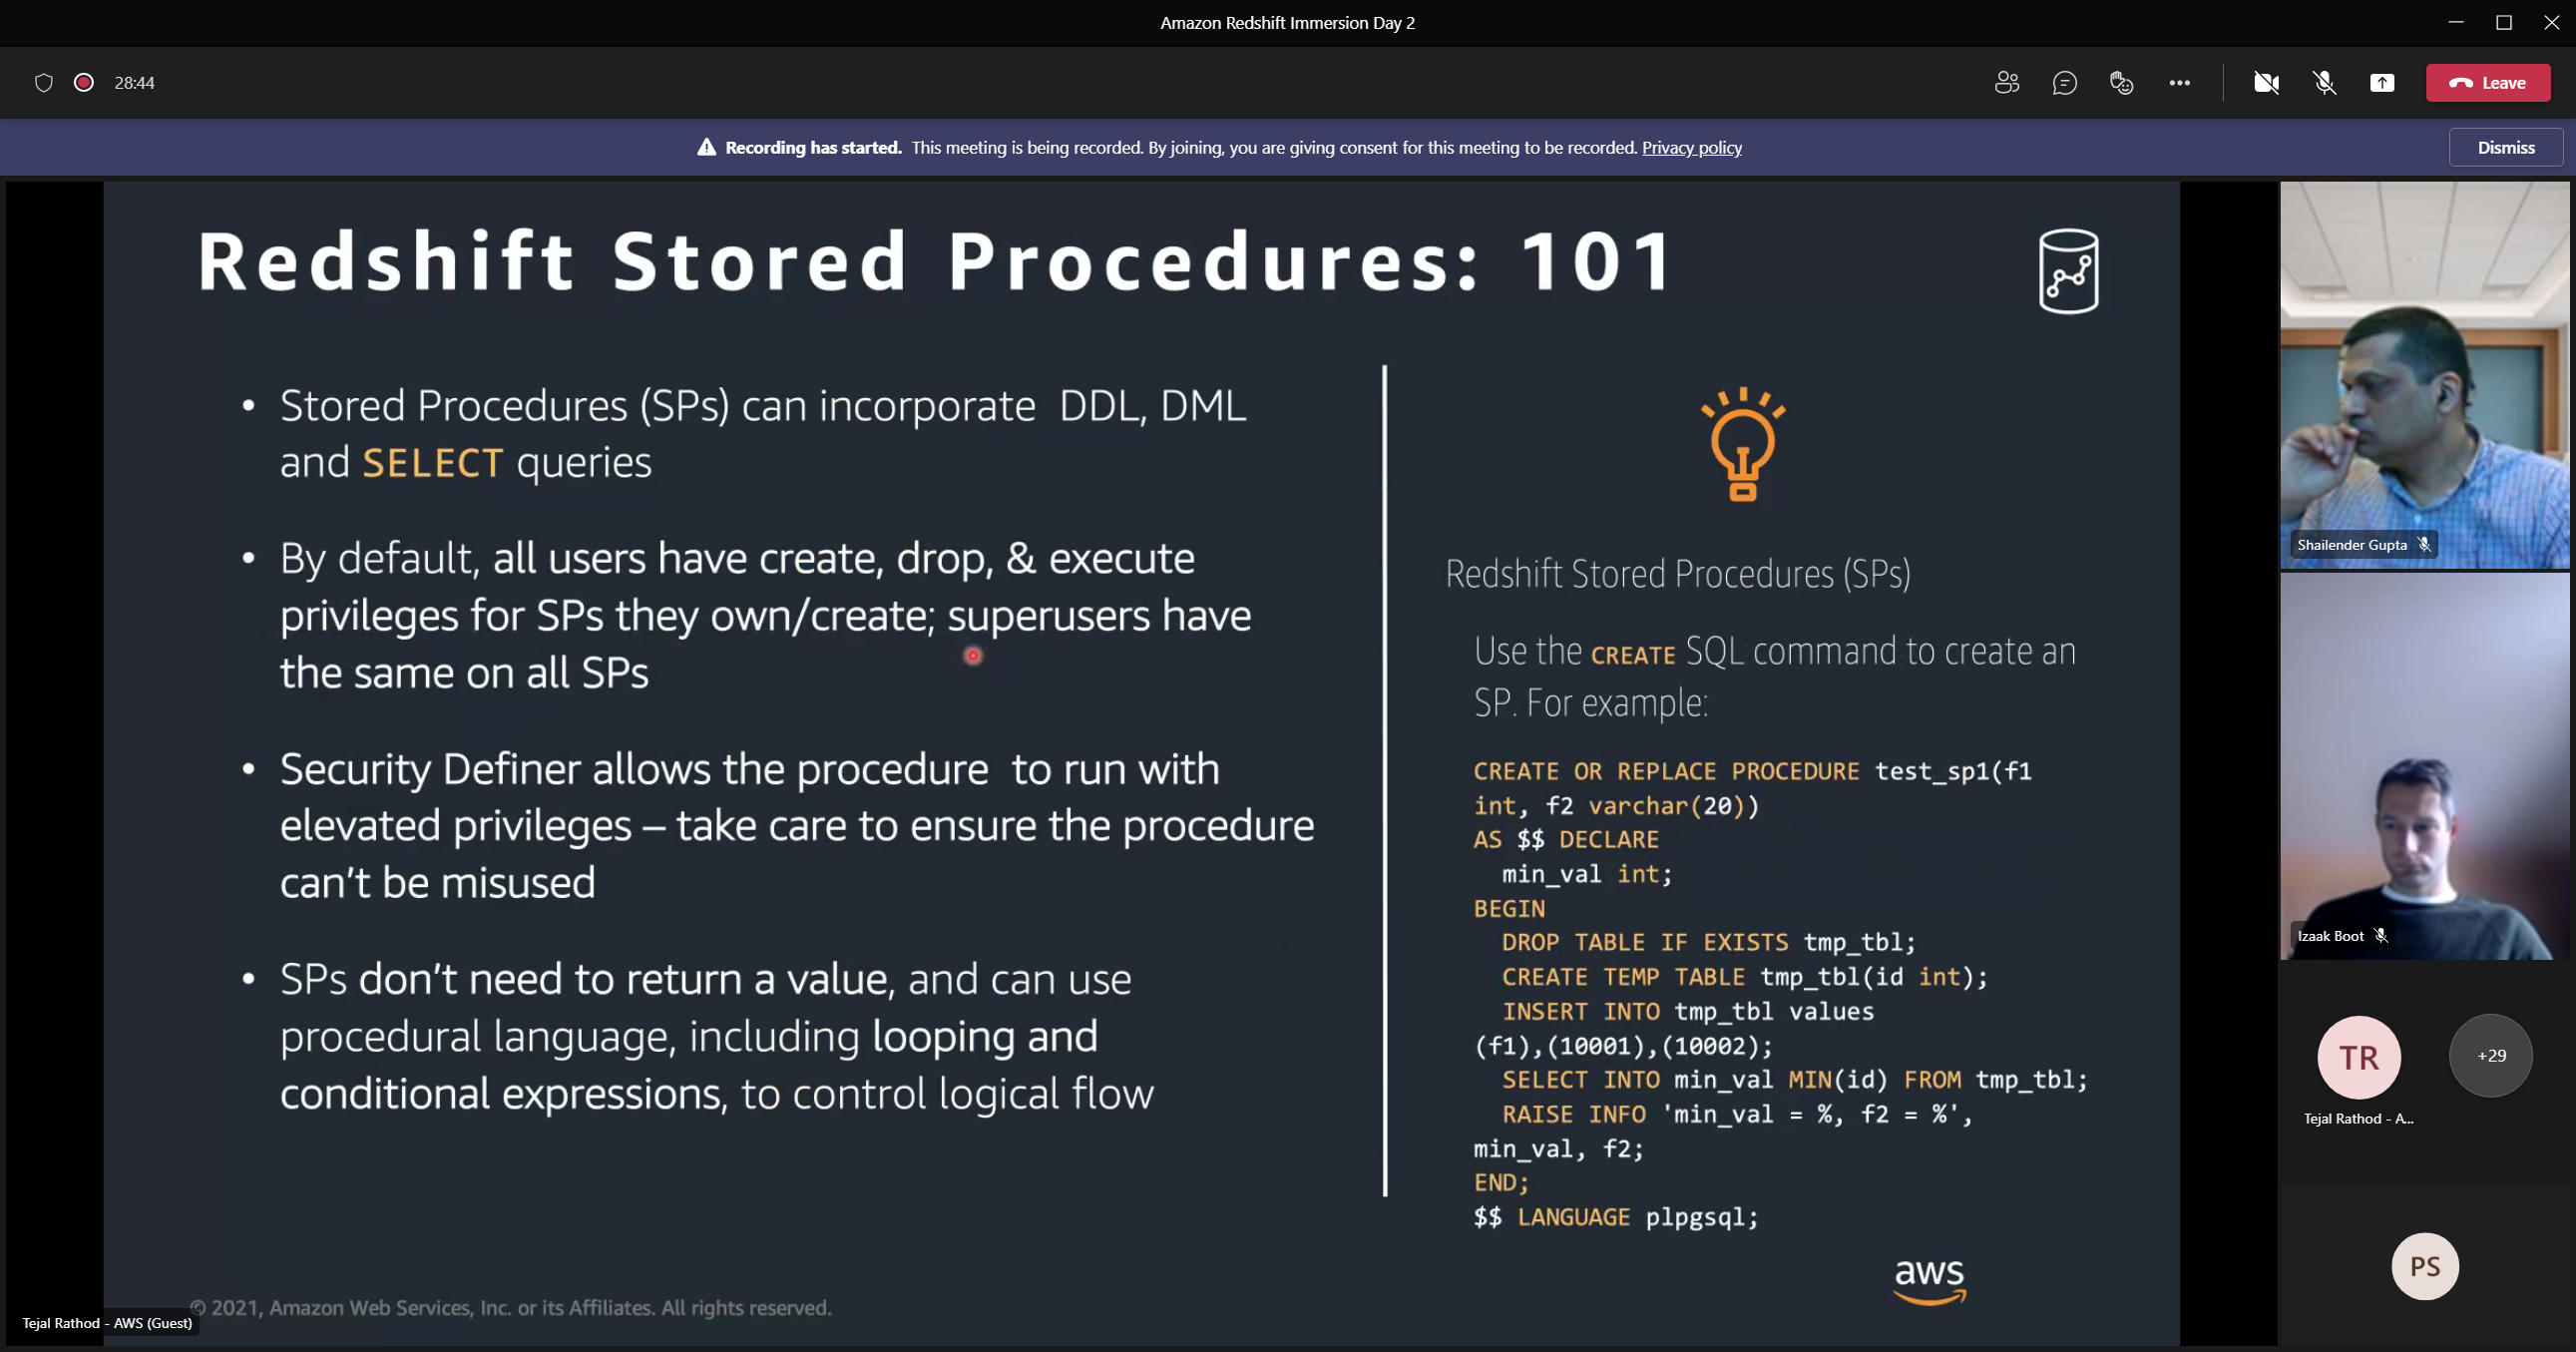 Amazon Redshift Immersion Day 2
28:44
Leave
Recording has started. This meeting is being recorded. By joining, you are giving consent for this meeting to be recorded. Privacy policy
Dismiss
Redshift Stored Procedures: 101
• Stored Procedures (SPs) can incorporate DDL, DML
and SELECT queries
• By default, all users have create, drop, & execute
privileges for SPs they own/create; superusers have
the same on all SPs
• Security Definer allows the procedure to run with
elevated privileges – take care to ensure the procedure
can't be misused
• SPs don't need to return a value, and can use
procedural language, including looping and
conditional expressions, to control logical flow
Redshift Stored Procedures (SPs)
Use the CREATE SQL command to create an
SP. For example:
CREATE OR REPLACE PROCEDURE test_sp1(f1
int, f2 varchar(20))
AS $$ DECLARE
min_val int;
BEGIN
DROP TABLE IF EXISTS tmp_tbl;
CREATE TEMP TABLE tmp_tbl(id int);
INSERT INTO tmp_tbl values
(f1),(10001),(10002);
SELECT INTO min_val MIN(id) FROM tmp_tbl;
RAISE INFO 'min_val = %, f2 = %',
min_val, f2;
END;
$$ LANGUAGE plpgsql;
aws
© 2021, Amazon Web Services, Inc. or its Affiliates. All rights reserved.
Tejal Rathod - AWS (Guest)
Shailender Gupta
Izaak Boot
TR
+29
Tejal Rathod - A...
PS